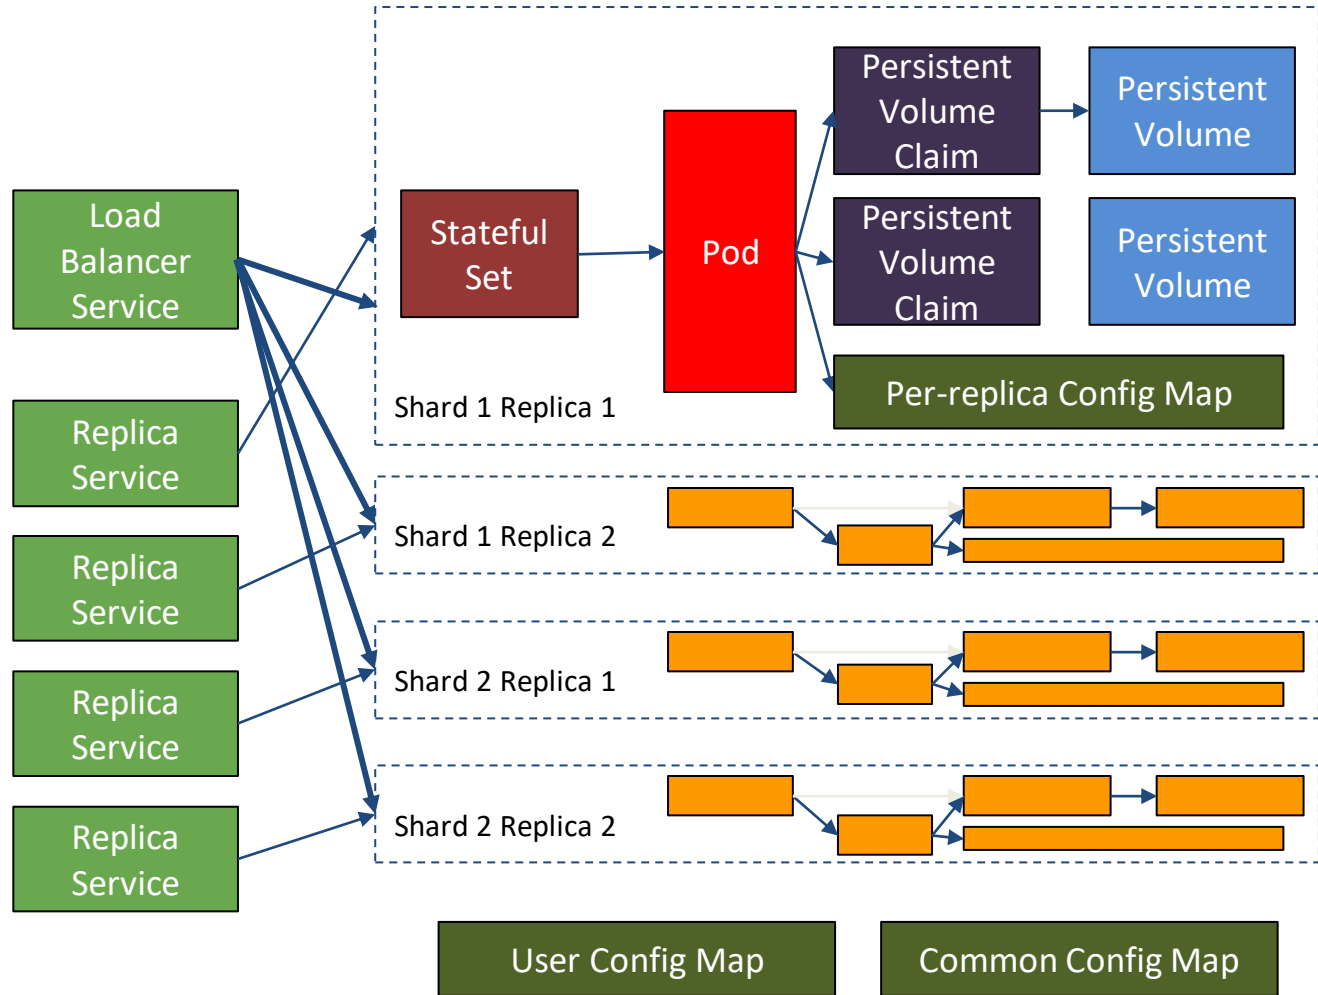 Load
Balancer
Service
Replica
Service
Replica
Service
Replica
Service
Replica
Service
Stateful
Set
Pod
Persistent
Volume
Claim
Persistent
Volume
Persistent
Volume
Claim
Persistent
Volume
Per-replica Config Map
Shard 1 Replica 1
Shard 1 Replica 2
Shard 2 Replica 1
Shard 2 Replica 2
User Config Map
Common Config Map